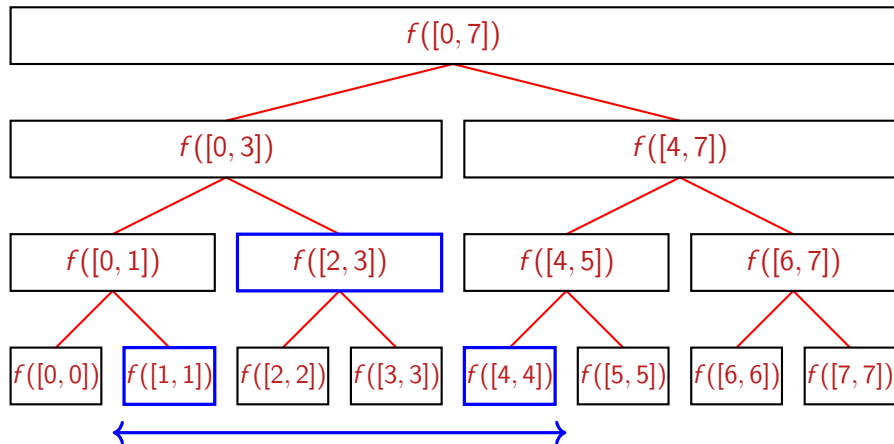 f([0, 7])
f([0, 3]) f([4, 7])
f([0, 1]) f([2, 3]) f([4, 5]) f([6, 7])
f([0, 0]) f([1, 1]) f([2, 2]) f([3, 3]) f([4, 4]) f([5, 5]) f([6, 6]) f([7, 7])